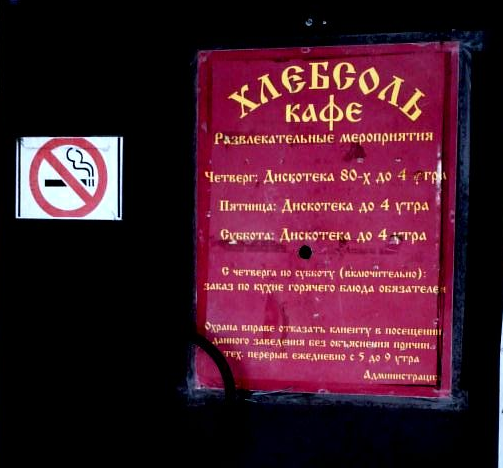 ХЛЕБСОЛЬ
КАФЕ
Развлекательные мероприятия
Четверг: Дискотека 80-х до 4 утра
Пятница: Дискотека до 4 утра
Суббота: Дискотека до 4 утра
С четверга по субботу (включительно):
заказ по кухне горячего блюда обязателен
Охрана вправе отказать клиенту в посещении
данного заведения без объяснения причин.
тех. перерыв ежедневно с 5 до 9 утра
Администрация